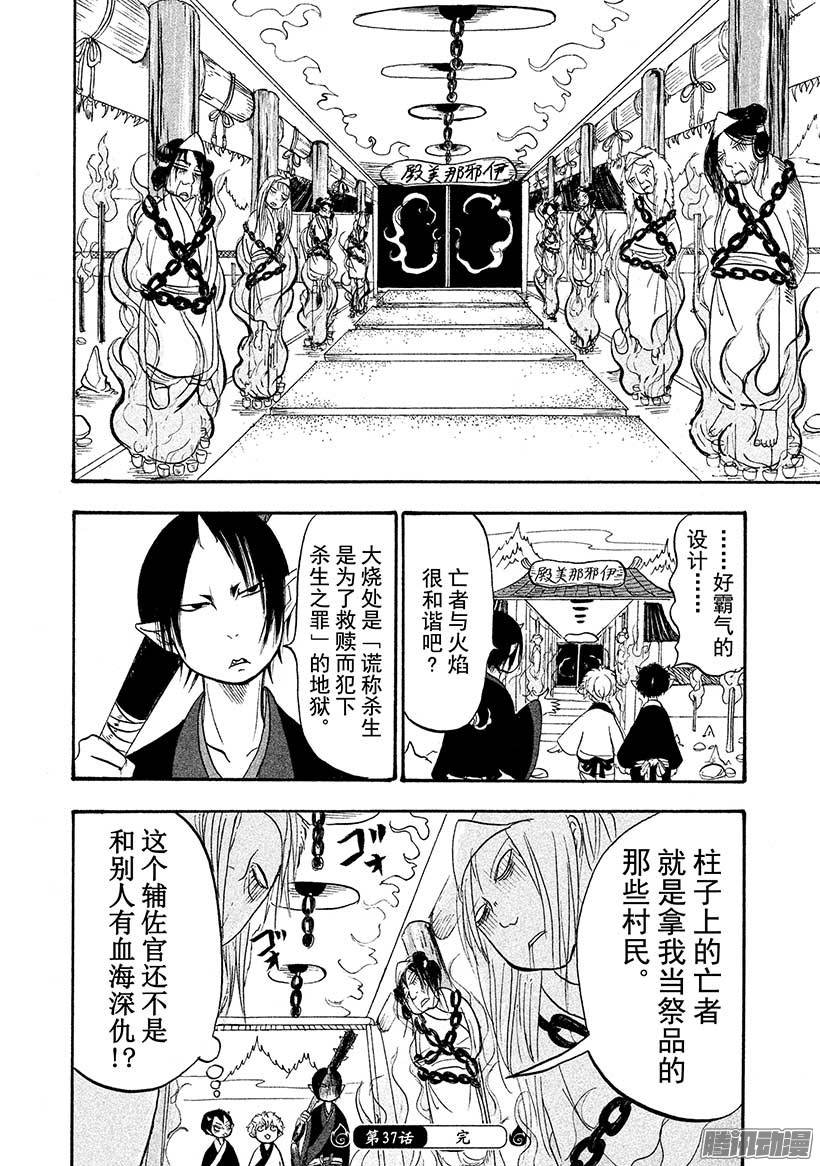 殿美那邪伊
……好霸气的
设计……
殿美那邪伊
亡者与火焰
很和谐吧？
大烧处是「谎称杀生
是为了救赎而犯下
杀生之罪」的地狱。
柱子上的亡者
就是拿我当祭品的
那些村民。
ゴオ
ゴオ
这个辅佐官还不是
和别人有血海深仇!?
第37话 完
腾讯动漫